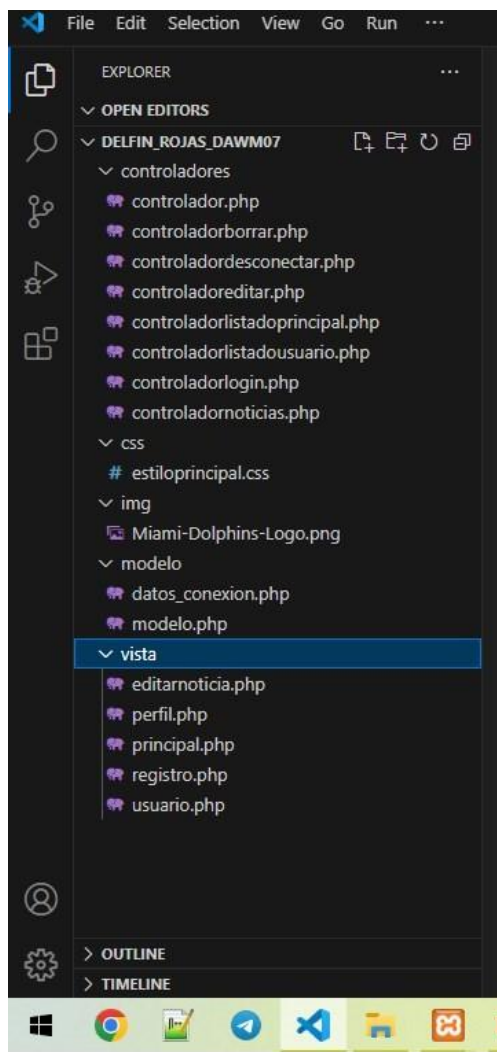 File Edit Selection View Go Run ...
EXPLORER ...
OPEN EDITORS
DELFIN_ROJAS_DAWM07
controladores
controlador.php
controladorborrar.php
controladordesconectar.php
controladoreditar.php
controladorlistadoprincipal.php
controladorlistadousuario.php
controladorlogin.php
controladornoticias.php
css
# estiloprincipal.css
img
Miami-Dolphins-Logo.png
modelo
datos_conexion.php
modelo.php
vista
editarnoticia.php
perfil.php
principal.php
registro.php
usuario.php
OUTLINE
TIMELINE